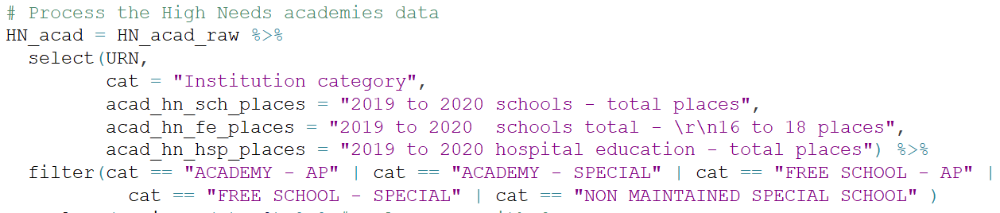 # Process the High Needs academies data
HN_acad = HN_acad_raw %>%
  select(URN,
         cat = "Institution category",
         acad_hn_sch_places = "2019 to 2020 schools - total places",
         acad_hn_fe_places = "2019 to 2020  schools total - \r\n16 to 18 places",
         acad_hn_hsp_places = "2019 to 2020 hospital education - total places") %>%
  filter(cat == "ACADEMY - AP" | cat == "ACADEMY - SPECIAL" | cat == "FREE SCHOOL - AP" |
           cat == "FREE SCHOOL - SPECIAL" | cat == "NON MAINTAINED SPECIAL SCHOOL" )